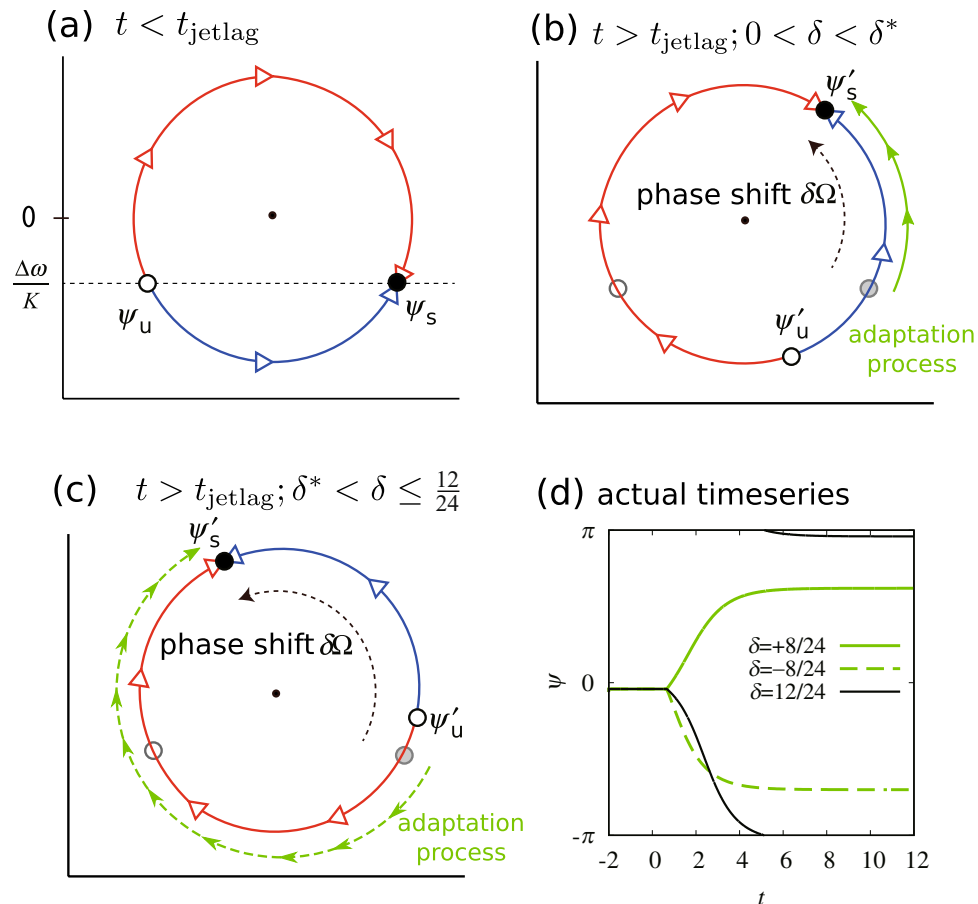 (a) t < t_jetlag
0
Δω/K
ψ_u
ψ_s
(b) t > t_jetlag; 0 < δ < δ*
ψ′_s
phase shift δΩ
ψ′_u
adaptation
process
(c) t > t_jetlag; δ* < δ ≤ 12/24
ψ′_s
phase shift δΩ
ψ′_u
adaptation
process
(d) actual timeseries
π
δ=+8/24
ψ 0
δ=−8/24
δ=12/24
-π
-2 0 2 4 6 8 10 12
t